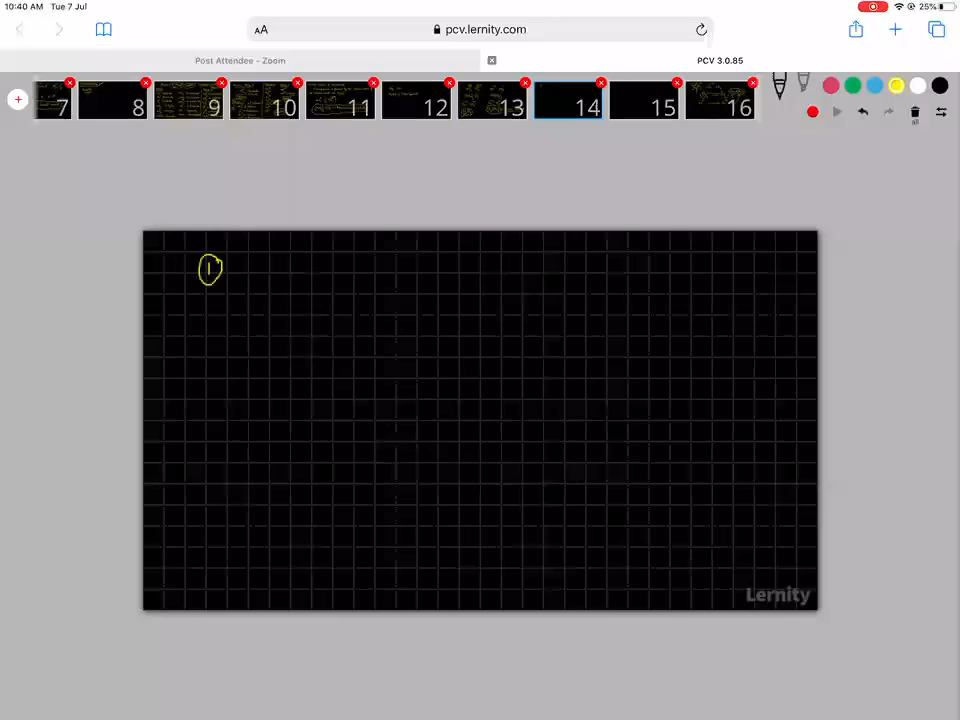 10:40 AM Tue 7 Jul
25%
AA
pcv.lernity.com
Post Attendee - Zoom
PCV 3.0.85
7
8
9
10
11
12
13
14
15
16
all
1
Lernity